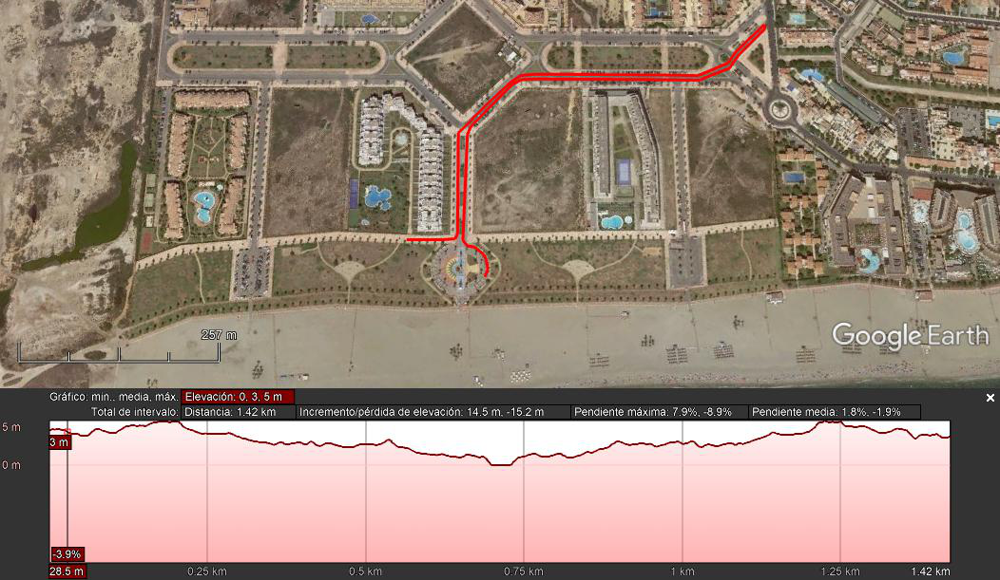 257 m
Google Earth
Gráfico: min., media, máx. Elevación: 0, 3, 5 m
Total de intervalo: Distancia: 1.42 km Incremento/pérdida de elevación: 14.5 m, -15.2 m Pendiente máxima: 7.9%, -8.9% Pendiente media: 1.8%, -1.9%
5 m
3 m
0 m
-3.9%
28.5 m 0.25 km 0.5 km 0.75 km 1 km 1.25 km 1.42 km